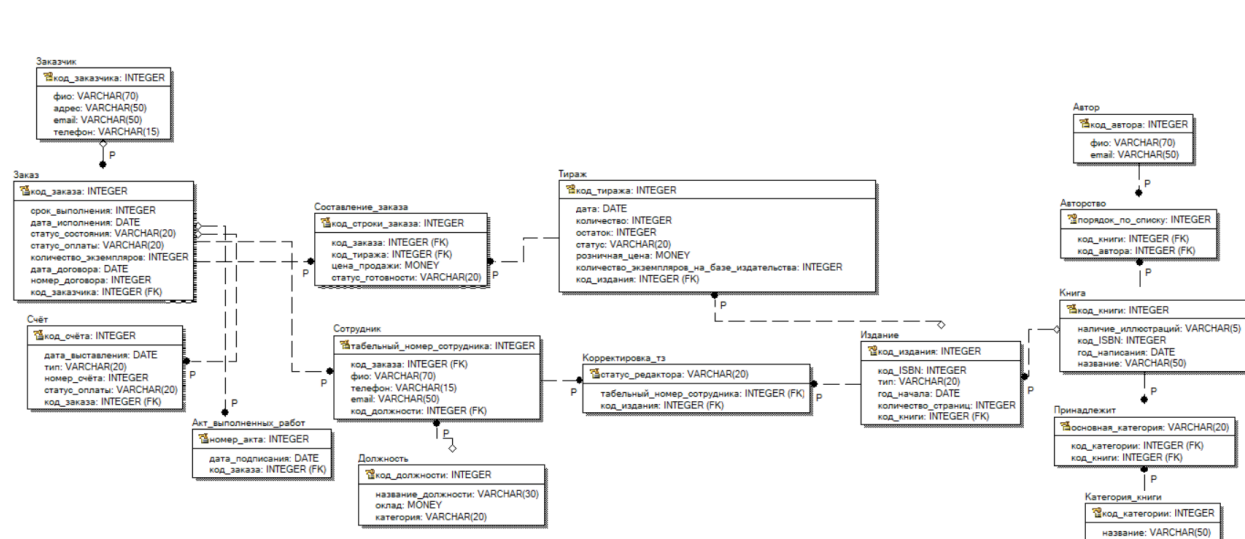 Заказчик
код_заказчика: INTEGER
фио: VARCHAR(70)
адрес: VARCHAR(50)
email: VARCHAR(50)
телефон: VARCHAR(15)
P
Заказ
код_заказа: INTEGER
срок_выполнения: INTEGER
дата_исполнения: DATE
статус_состояния: VARCHAR(20)
статус_оплаты: VARCHAR(20)
количество_экземпляров: INTEGER
дата_договора: DATE
номер_договора: INTEGER
код_заказчика: INTEGER (FK)
Счёт
код_счёта: INTEGER
дата_выставления: DATE
тип: VARCHAR(20)
номер_счёта: INTEGER
статус_оплаты: VARCHAR(20)
код_заказа: INTEGER (FK)
P
P
Акт_выполненных_работ
номер_акта: INTEGER
дата_подписания: DATE
код_заказа: INTEGER (FK)
Составление_заказа
код_строки_заказа: INTEGER
код_заказа: INTEGER (FK)
код_тиража: INTEGER (FK)
цена_продажи: MONEY
статус_готовности: VARCHAR(20)
P
P
Сотрудник
табельный_номер_сотрудника: INTEGER
код_заказа: INTEGER (FK)
фио: VARCHAR(70)
телефон: VARCHAR(15)
email: VARCHAR(50)
код_должности: INTEGER (FK)
P
P
Должность
код_должности: INTEGER
название_должности: VARCHAR(30)
оклад: MONEY
категория: VARCHAR(20)
Тираж
код_тиража: INTEGER
дата: DATE
количество: INTEGER
остаток: INTEGER
статус: VARCHAR(20)
розничная_цена: MONEY
количество_экземпляров_на_базе_издательства: INTEGER
код_издания: INTEGER (FK)
P
Корректировка_тз
статус_редактора: VARCHAR(20)
табельный_номер_сотрудника: INTEGER (FK)
код_издания: INTEGER (FK)
P
P
Издание
код_издания: INTEGER
код_ISBN: INTEGER
тип: VARCHAR(20)
год_начала: DATE
количество_страниц: INTEGER
код_книги: INTEGER (FK)
P
Автор
код_автора: INTEGER
фио: VARCHAR(70)
email: VARCHAR(50)
P
Авторство
порядок_по_списку: INTEGER
код_книги: INTEGER (FK)
код_автора: INTEGER (FK)
P
Книга
код_книги: INTEGER
наличие_иллюстраций: VARCHAR(5)
код_ISBN: INTEGER
год_написания: DATE
название: VARCHAR(50)
P
Принадлежит
основная_категория: VARCHAR(20)
код_категории: INTEGER (FK)
код_книги: INTEGER (FK)
P
Категория_книги
код_категории: INTEGER
название: VARCHAR(50)